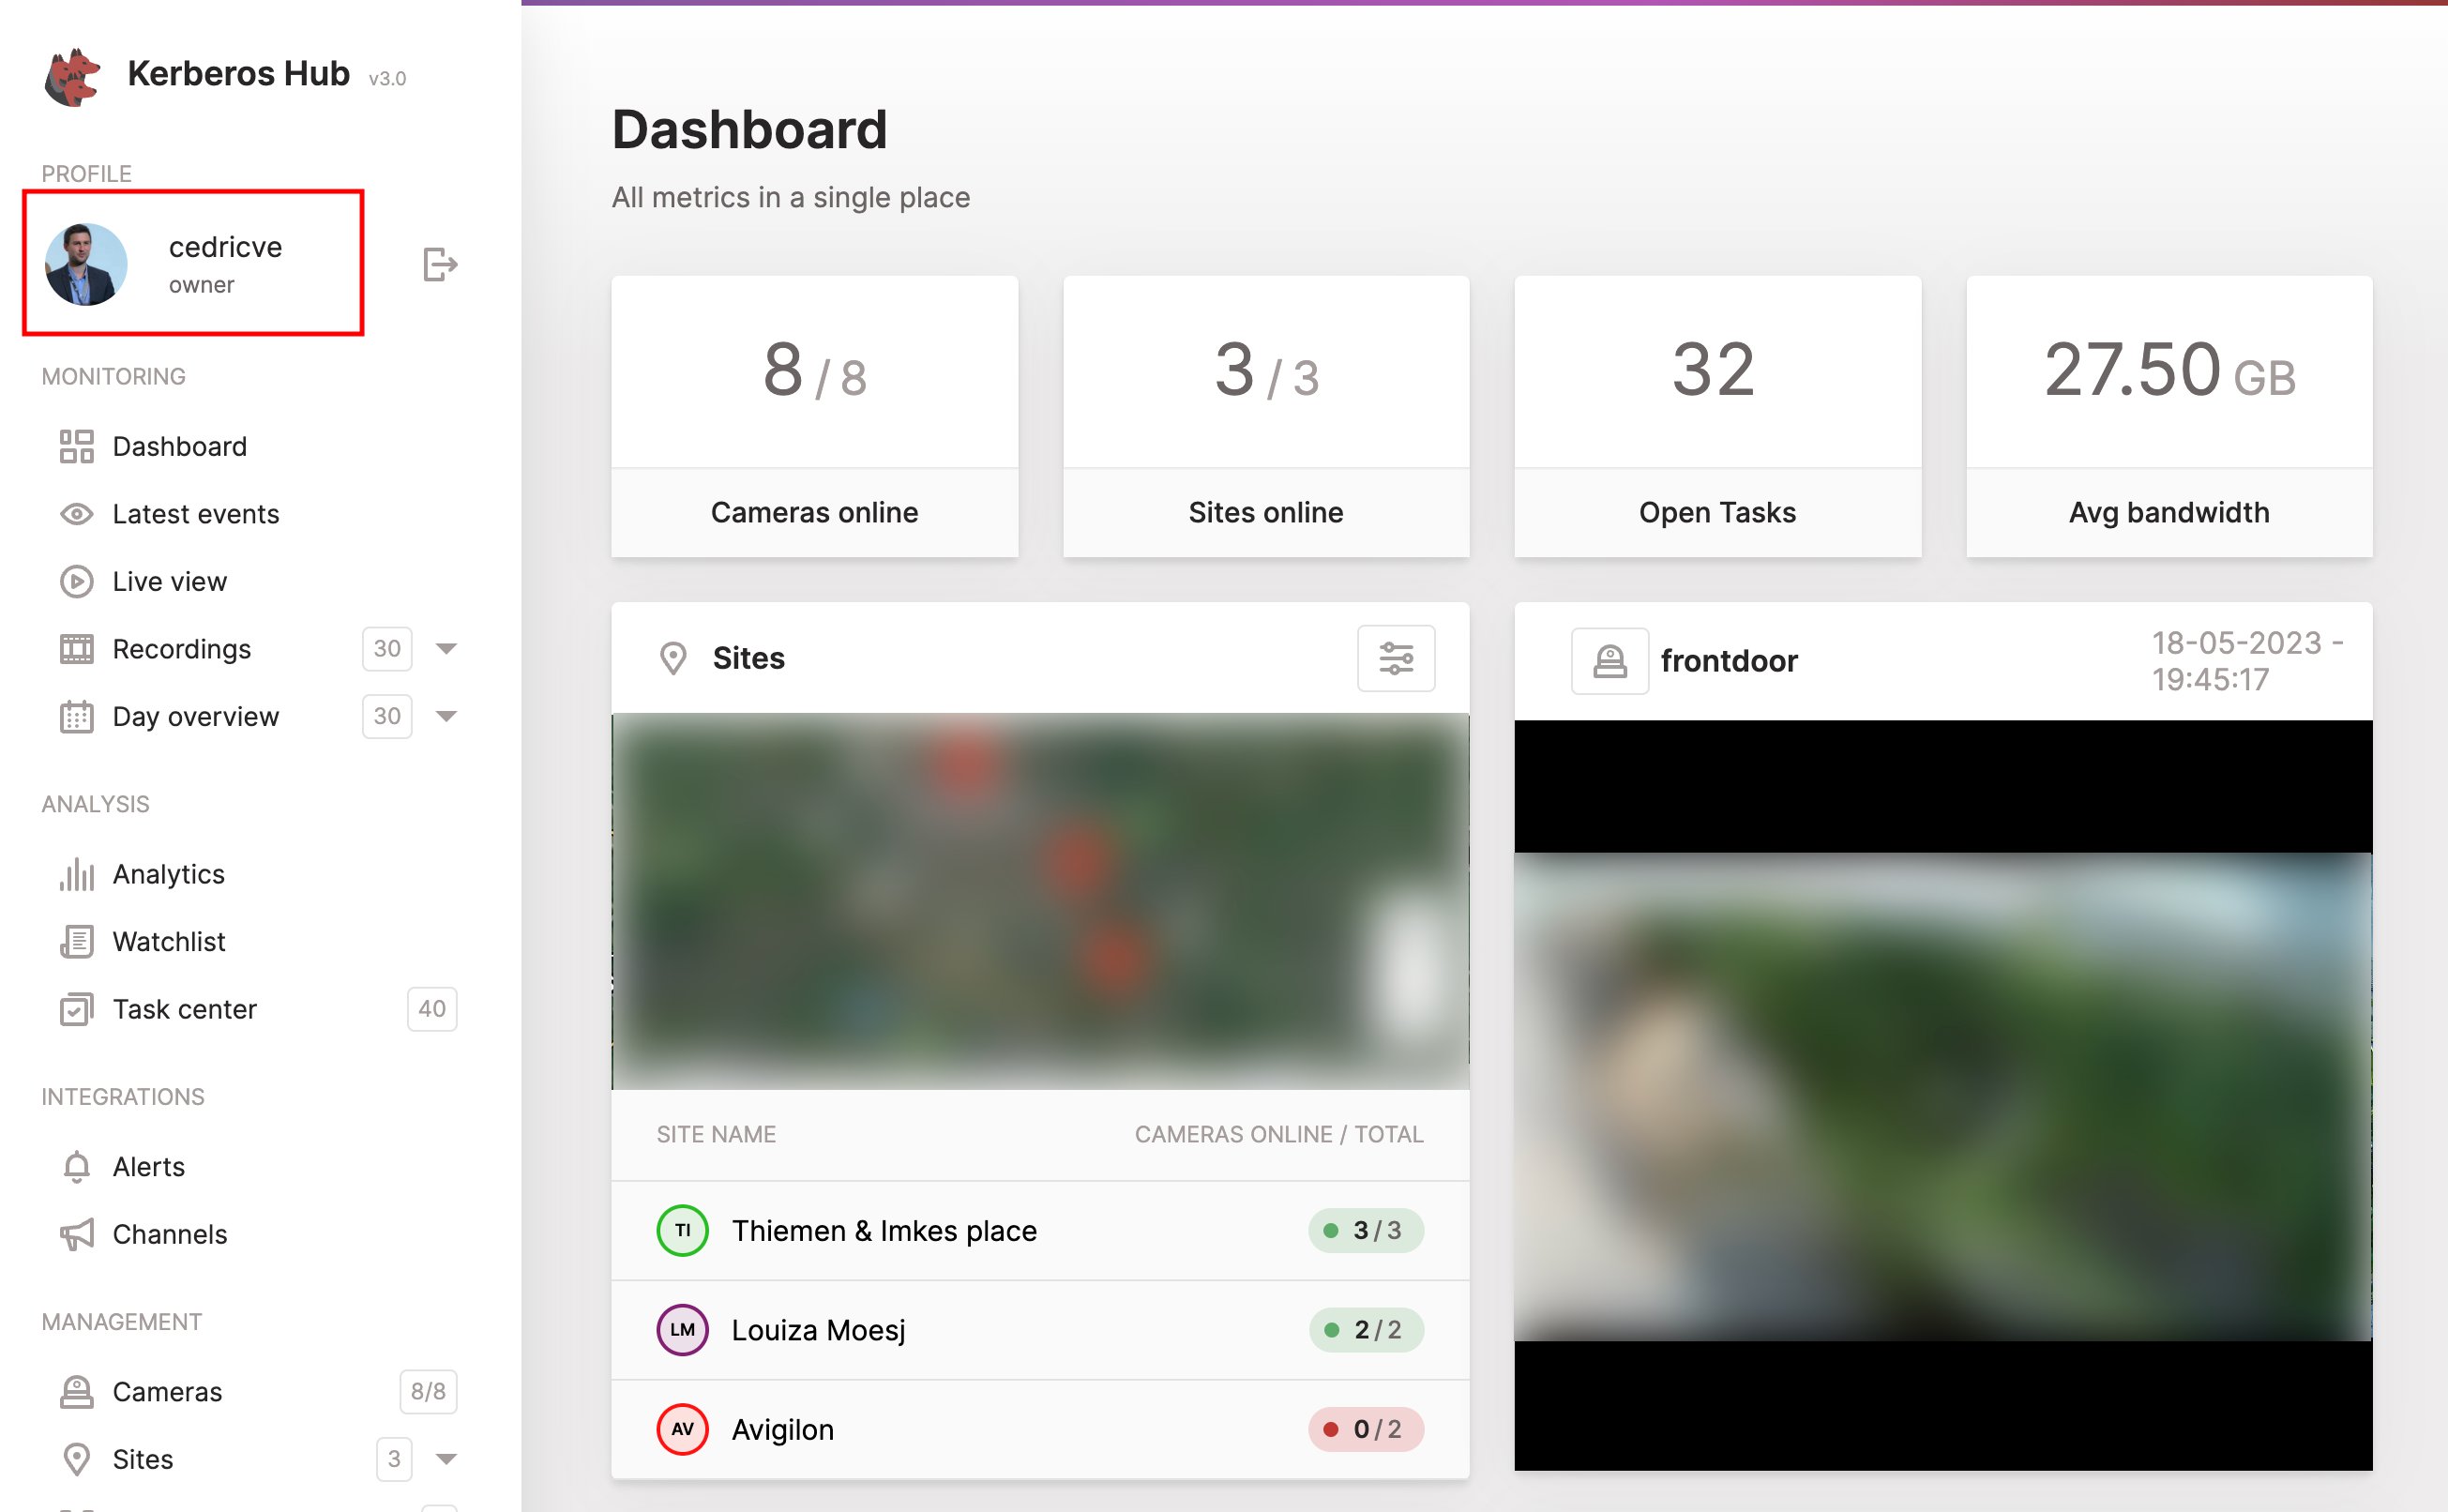 Kerberos Hub v3.0
PROFILE
cedricve
owner
MONITORING
Dashboard
Latest events
Live view
Recordings 30
Day overview 30
ANALYSIS
Analytics
Watchlist
Task center 40
INTEGRATIONS
Alerts
Channels
MANAGEMENT
Cameras 8/8
Sites 3
Dashboard
All metrics in a single place
8 / 8
Cameras online
3 / 3
Sites online
32
Open Tasks
27.50 GB
Avg bandwidth
Sites
SITE NAME CAMERAS ONLINE / TOTAL
TI Thiemen & Imkes place 3 / 3
LM Louiza Moesj 2 / 2
AV Avigilon 0 / 2
frontdoor
18-05-2023 -
19:45:17